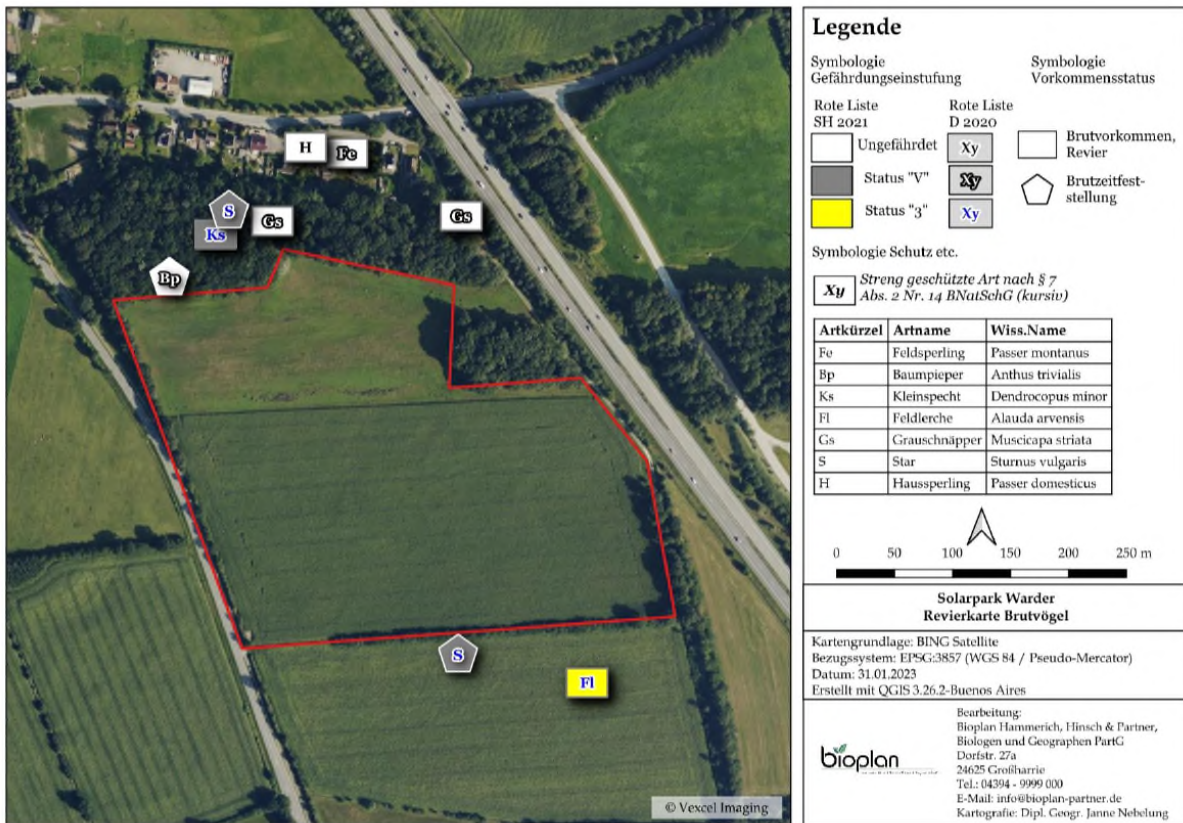 H
Fe
S
Gs
Gs
Ks
Bp
S
Fl
© Vexcel Imaging
Legende
Symbologie
Gefährdungseinstufung
Symbologie
Vorkommensstatus
Rote Liste
SH 2021
Rote Liste
D 2020
Ungefährdet
Xy
Brutvorkommen,
Revier
Status "V"
Xy
Brutzeitfest-
stellung
Status "3"
Xy
Symbologie Schutz etc.
Xy
Streng geschützte Art nach § 7
Abs. 2 Nr. 14 BNatSchG (kursiv)
Artkürzel Artname Wiss.Name
Fe Feldsperling Passer montanus
Bp Baumpieper Anthus trivialis
Ks Kleinspecht Dendrocopus minor
Fl Feldlerche Alauda arvensis
Gs Grauschnäpper Muscicapa striata
S Star Sturnus vulgaris
H Haussperling Passer domesticus
0 50 100 150 200 250 m
Solarpark Warder
Revierkarte Brutvögel
Kartengrundlage: BING Satellite
Bezugssystem: EPSG:3857 (WGS 84 / Pseudo-Mercator)
Datum: 31.01.2023
Erstellt mit QGIS 3.26.2-Buenos Aires
bioplan
Bearbeitung:
Bioplan Hammerich, Hinsch & Partner,
Biologen und Geographen PartG
Dorfstr. 27a
24625 Großharrie
Tel.: 04394 - 9999 000
E-Mail: info@bioplan-partner.de
Kartografie: Dipl. Geogr. Janne Nebelung